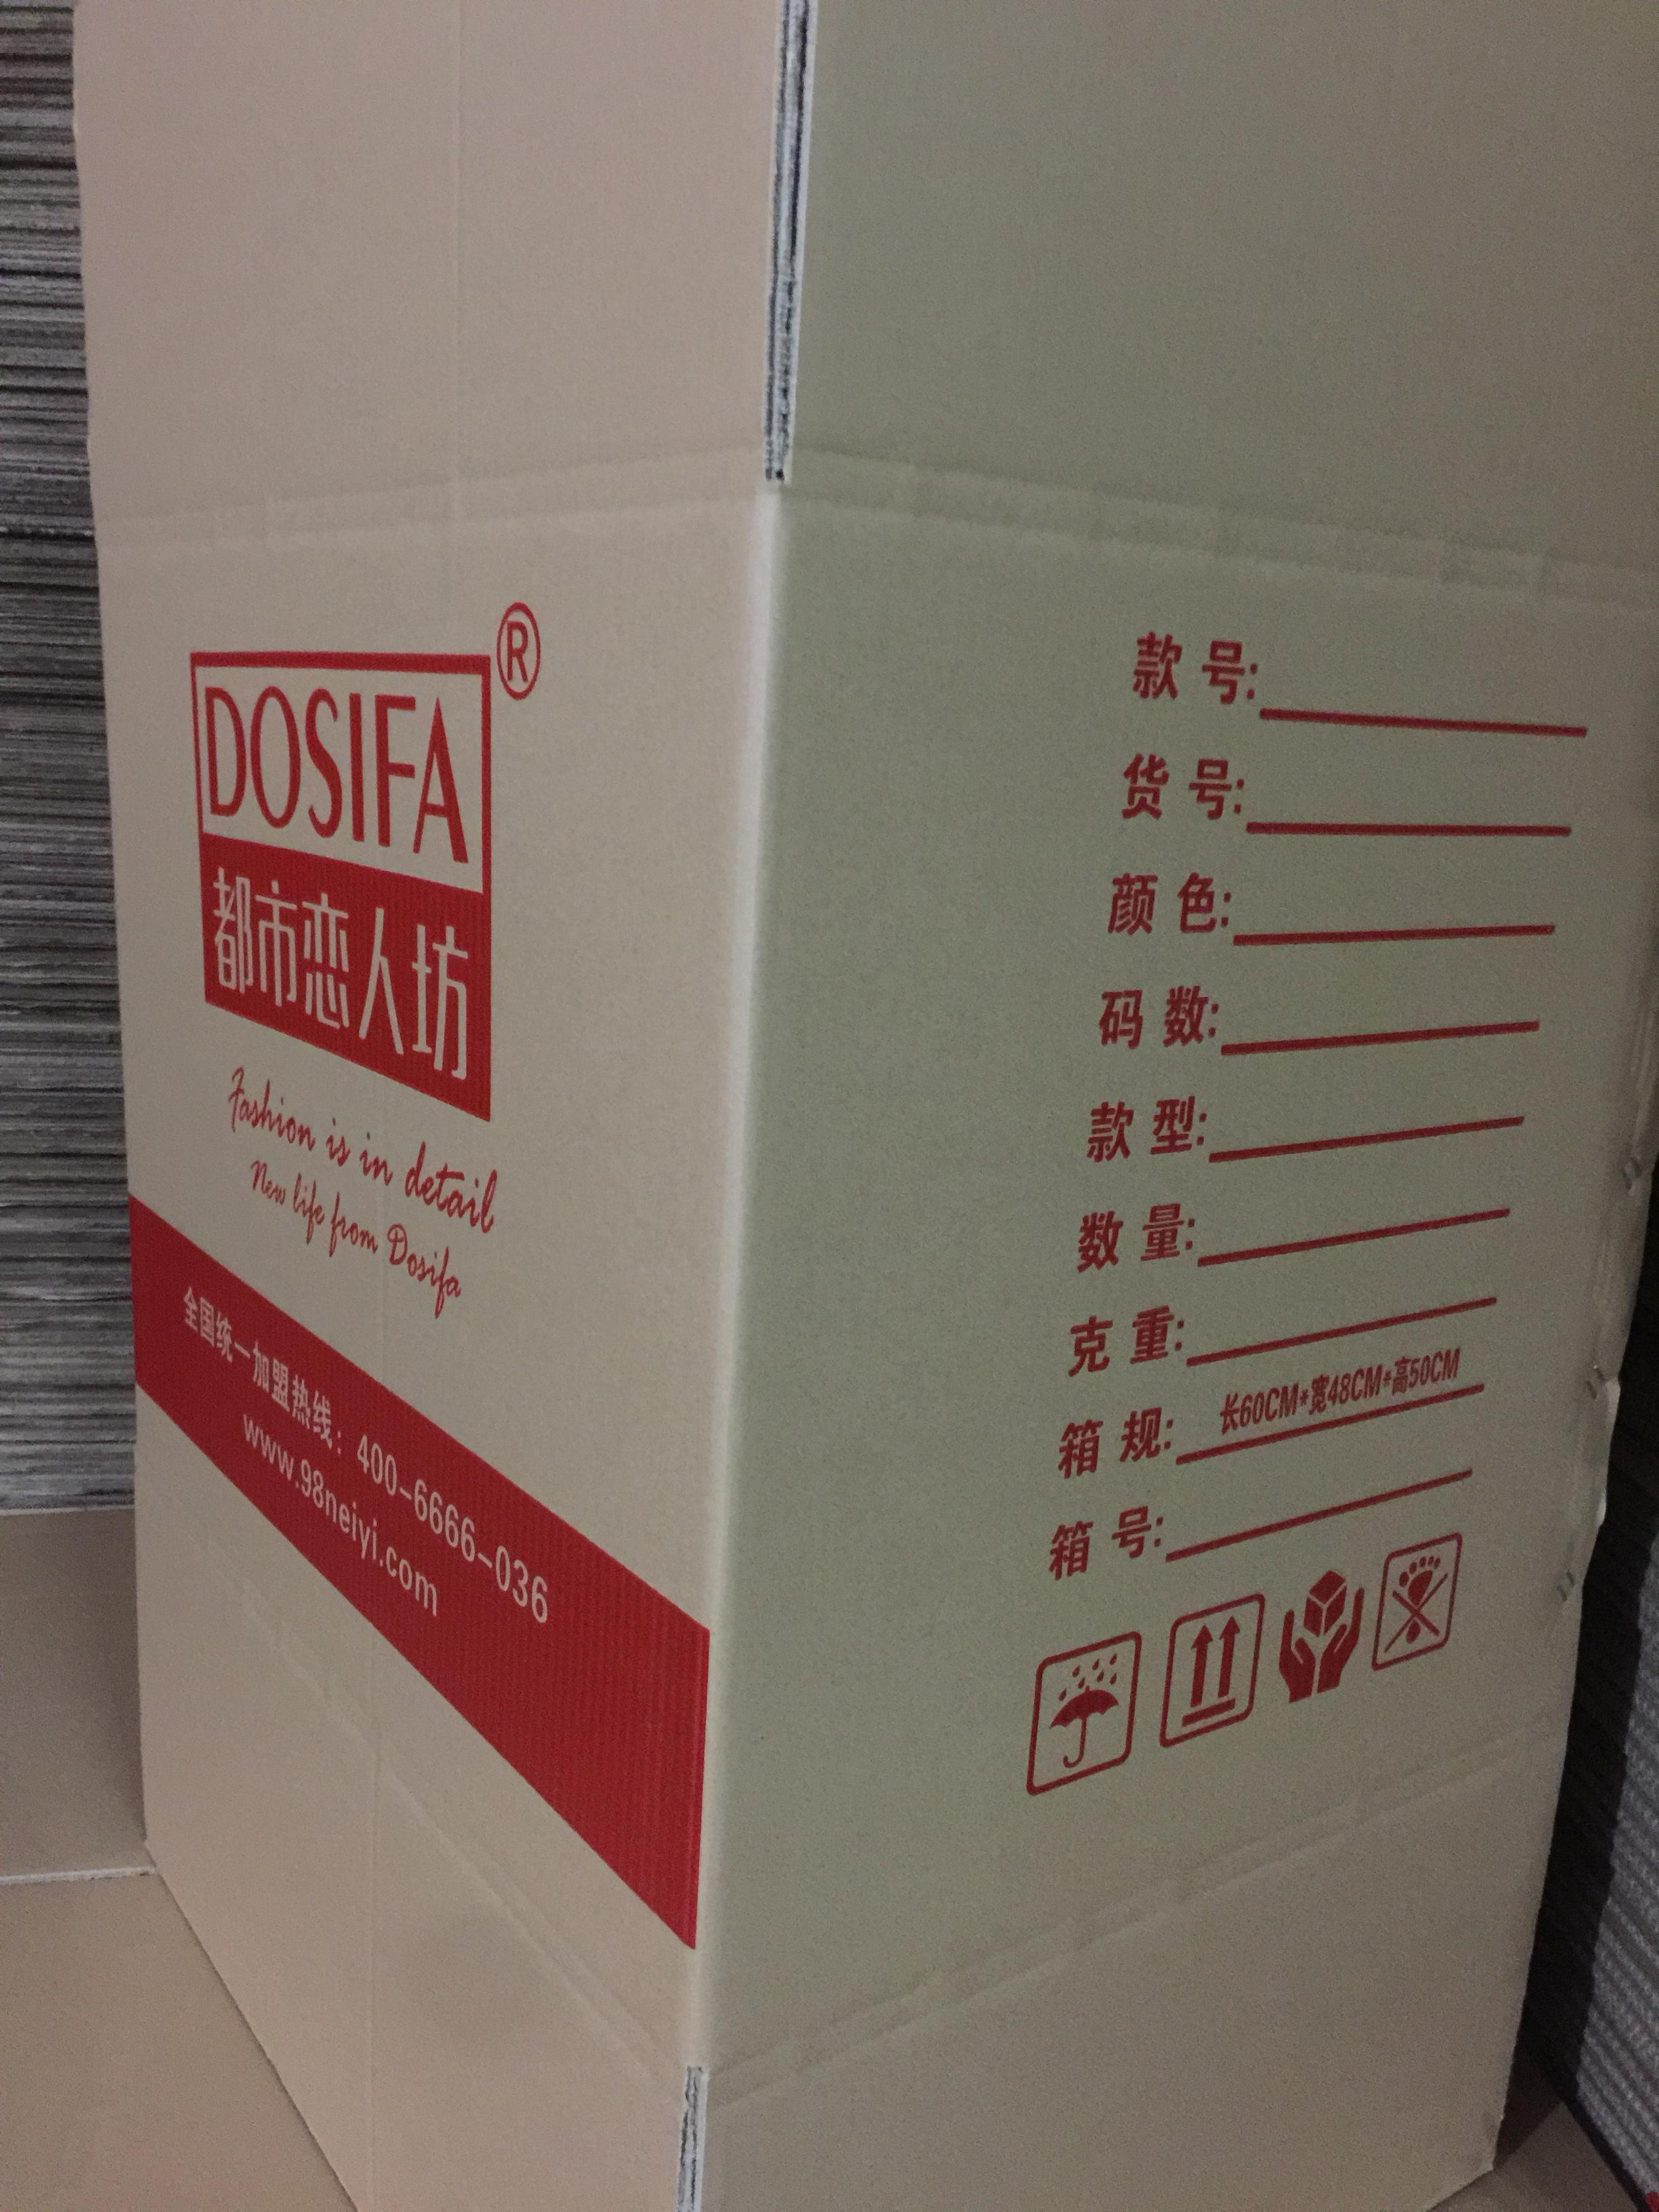 DOSIFA®
都市恋人坊
Fashion is in detail
New life from Dosifa
全国统一加盟热线：400-6666-036
www.98neiyi.com
款 号:
货 号:
颜 色:
码 数:
款 型:
数 量:
克 重:
箱 规: 长60CM*宽48CM*高50CM
箱 号: